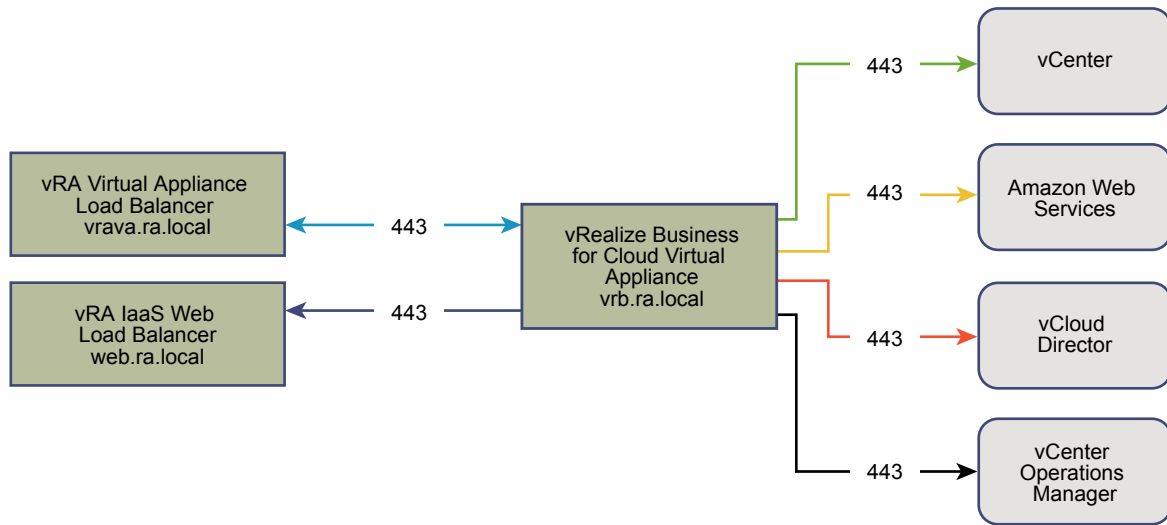 vRA Virtual Appliance
Load Balancer
vrava.ra.local
443
vRA IaaS Web
Load Balancer
web.ra.local
443
vRealize Business
for Cloud Virtual
Appliance
vrb.ra.local
443
vCenter
443
Amazon Web
Services
443
vCloud
Director
443
vCenter
Operations
Manager